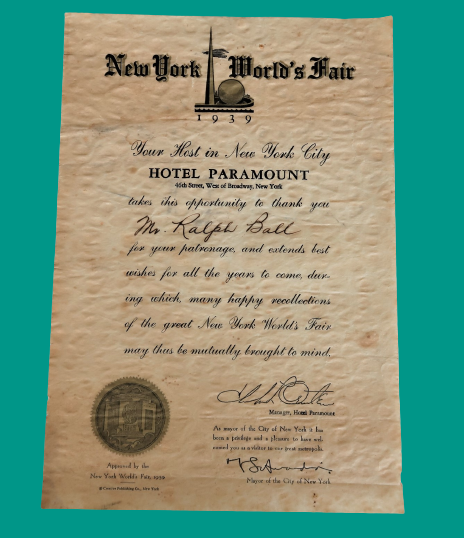 New York World's Fair
1939
Your Host in New York City
HOTEL PARAMOUNT
46th Street, West of Broadway, New York
takes this opportunity to thank you
Mr. Ralph Ball
for your patronage, and extends best
wishes for all the years to come, dur-
ing which, many happy recollections
of the great New York World's Fair
may thus be mutually brought to mind.
Manager, Hotel Paramount
As mayor of the City of New York it has
been a privilege and a pleasure to have wel-
comed you as a visitor to our great metropolis.
Mayor of the City of New York
Approved by the
New York World's Fair, 1939
Publishing Co., New York